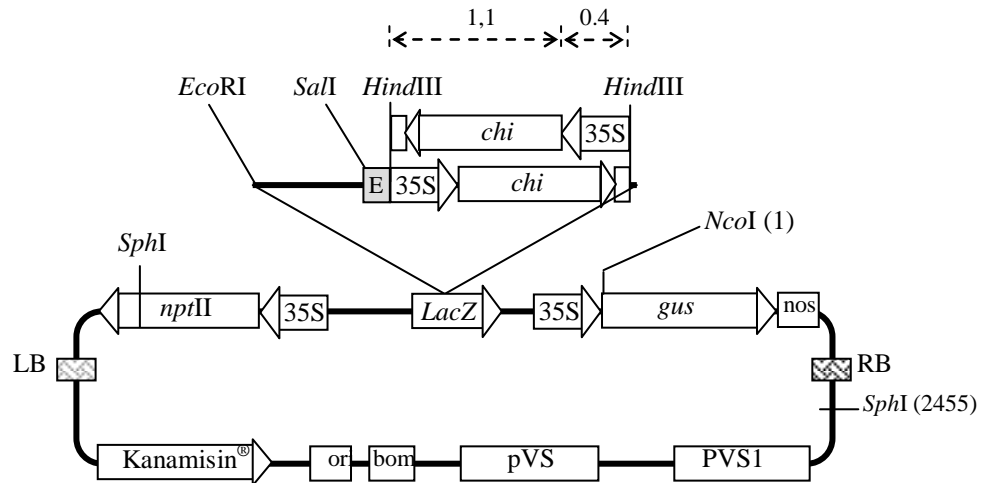 1,1 0.4
EcoRI SalI HindIII HindIII
chi 35S
E 35S chi
NcoI (1)
SphI
nptII 35S LacZ 35S gus nos
LB RB
SphI (2455)
Kanamisin® ori bom pVS PVS1